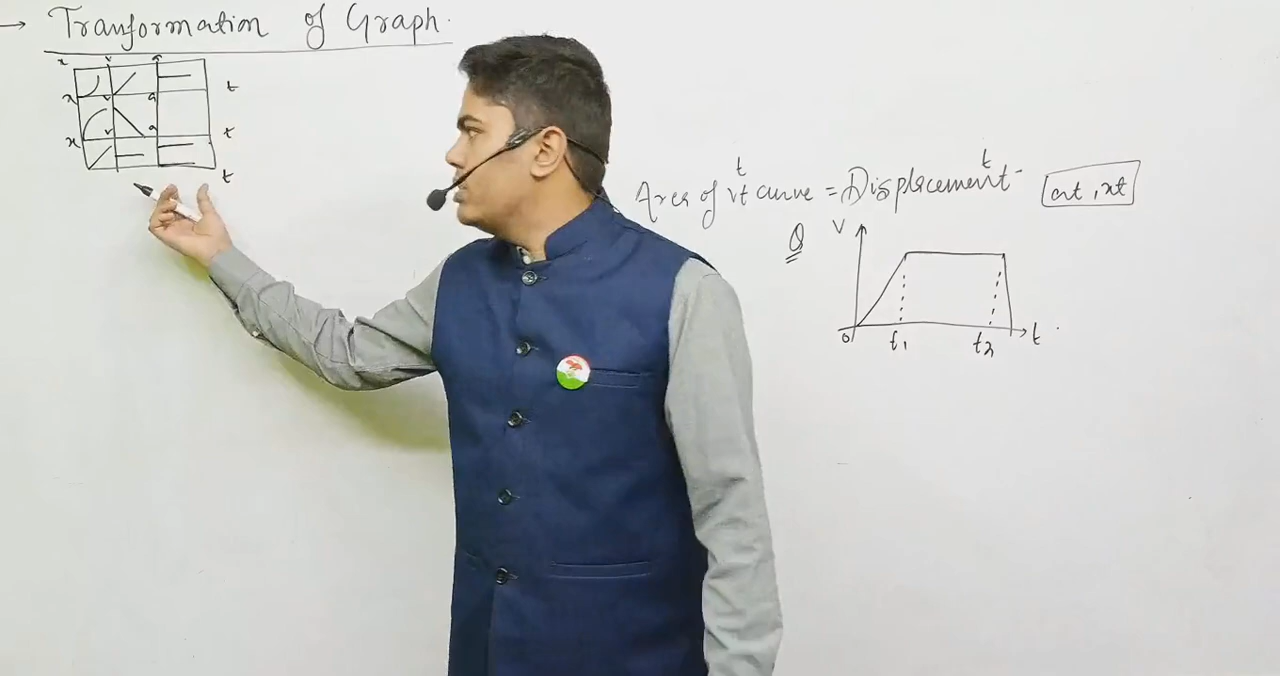 → Tranformation of Graph.
x v a
t
x v a
t
x v a
t
t t
Area of vt curve = Displacement
at, xt
Q
V
0 t1 t2 t